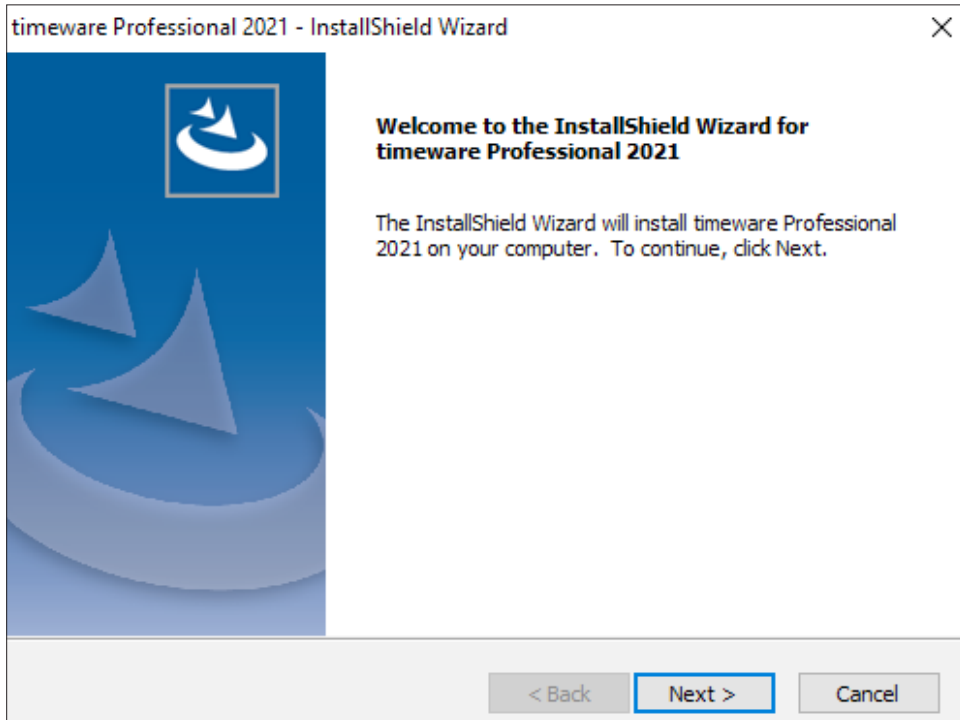 timeware Professional 2021 - InstallShield Wizard
Welcome to the InstallShield Wizard for
timeware Professional 2021
The InstallShield Wizard will install timeware Professional
2021 on your computer.  To continue, click Next.
< Back
Next >
Cancel